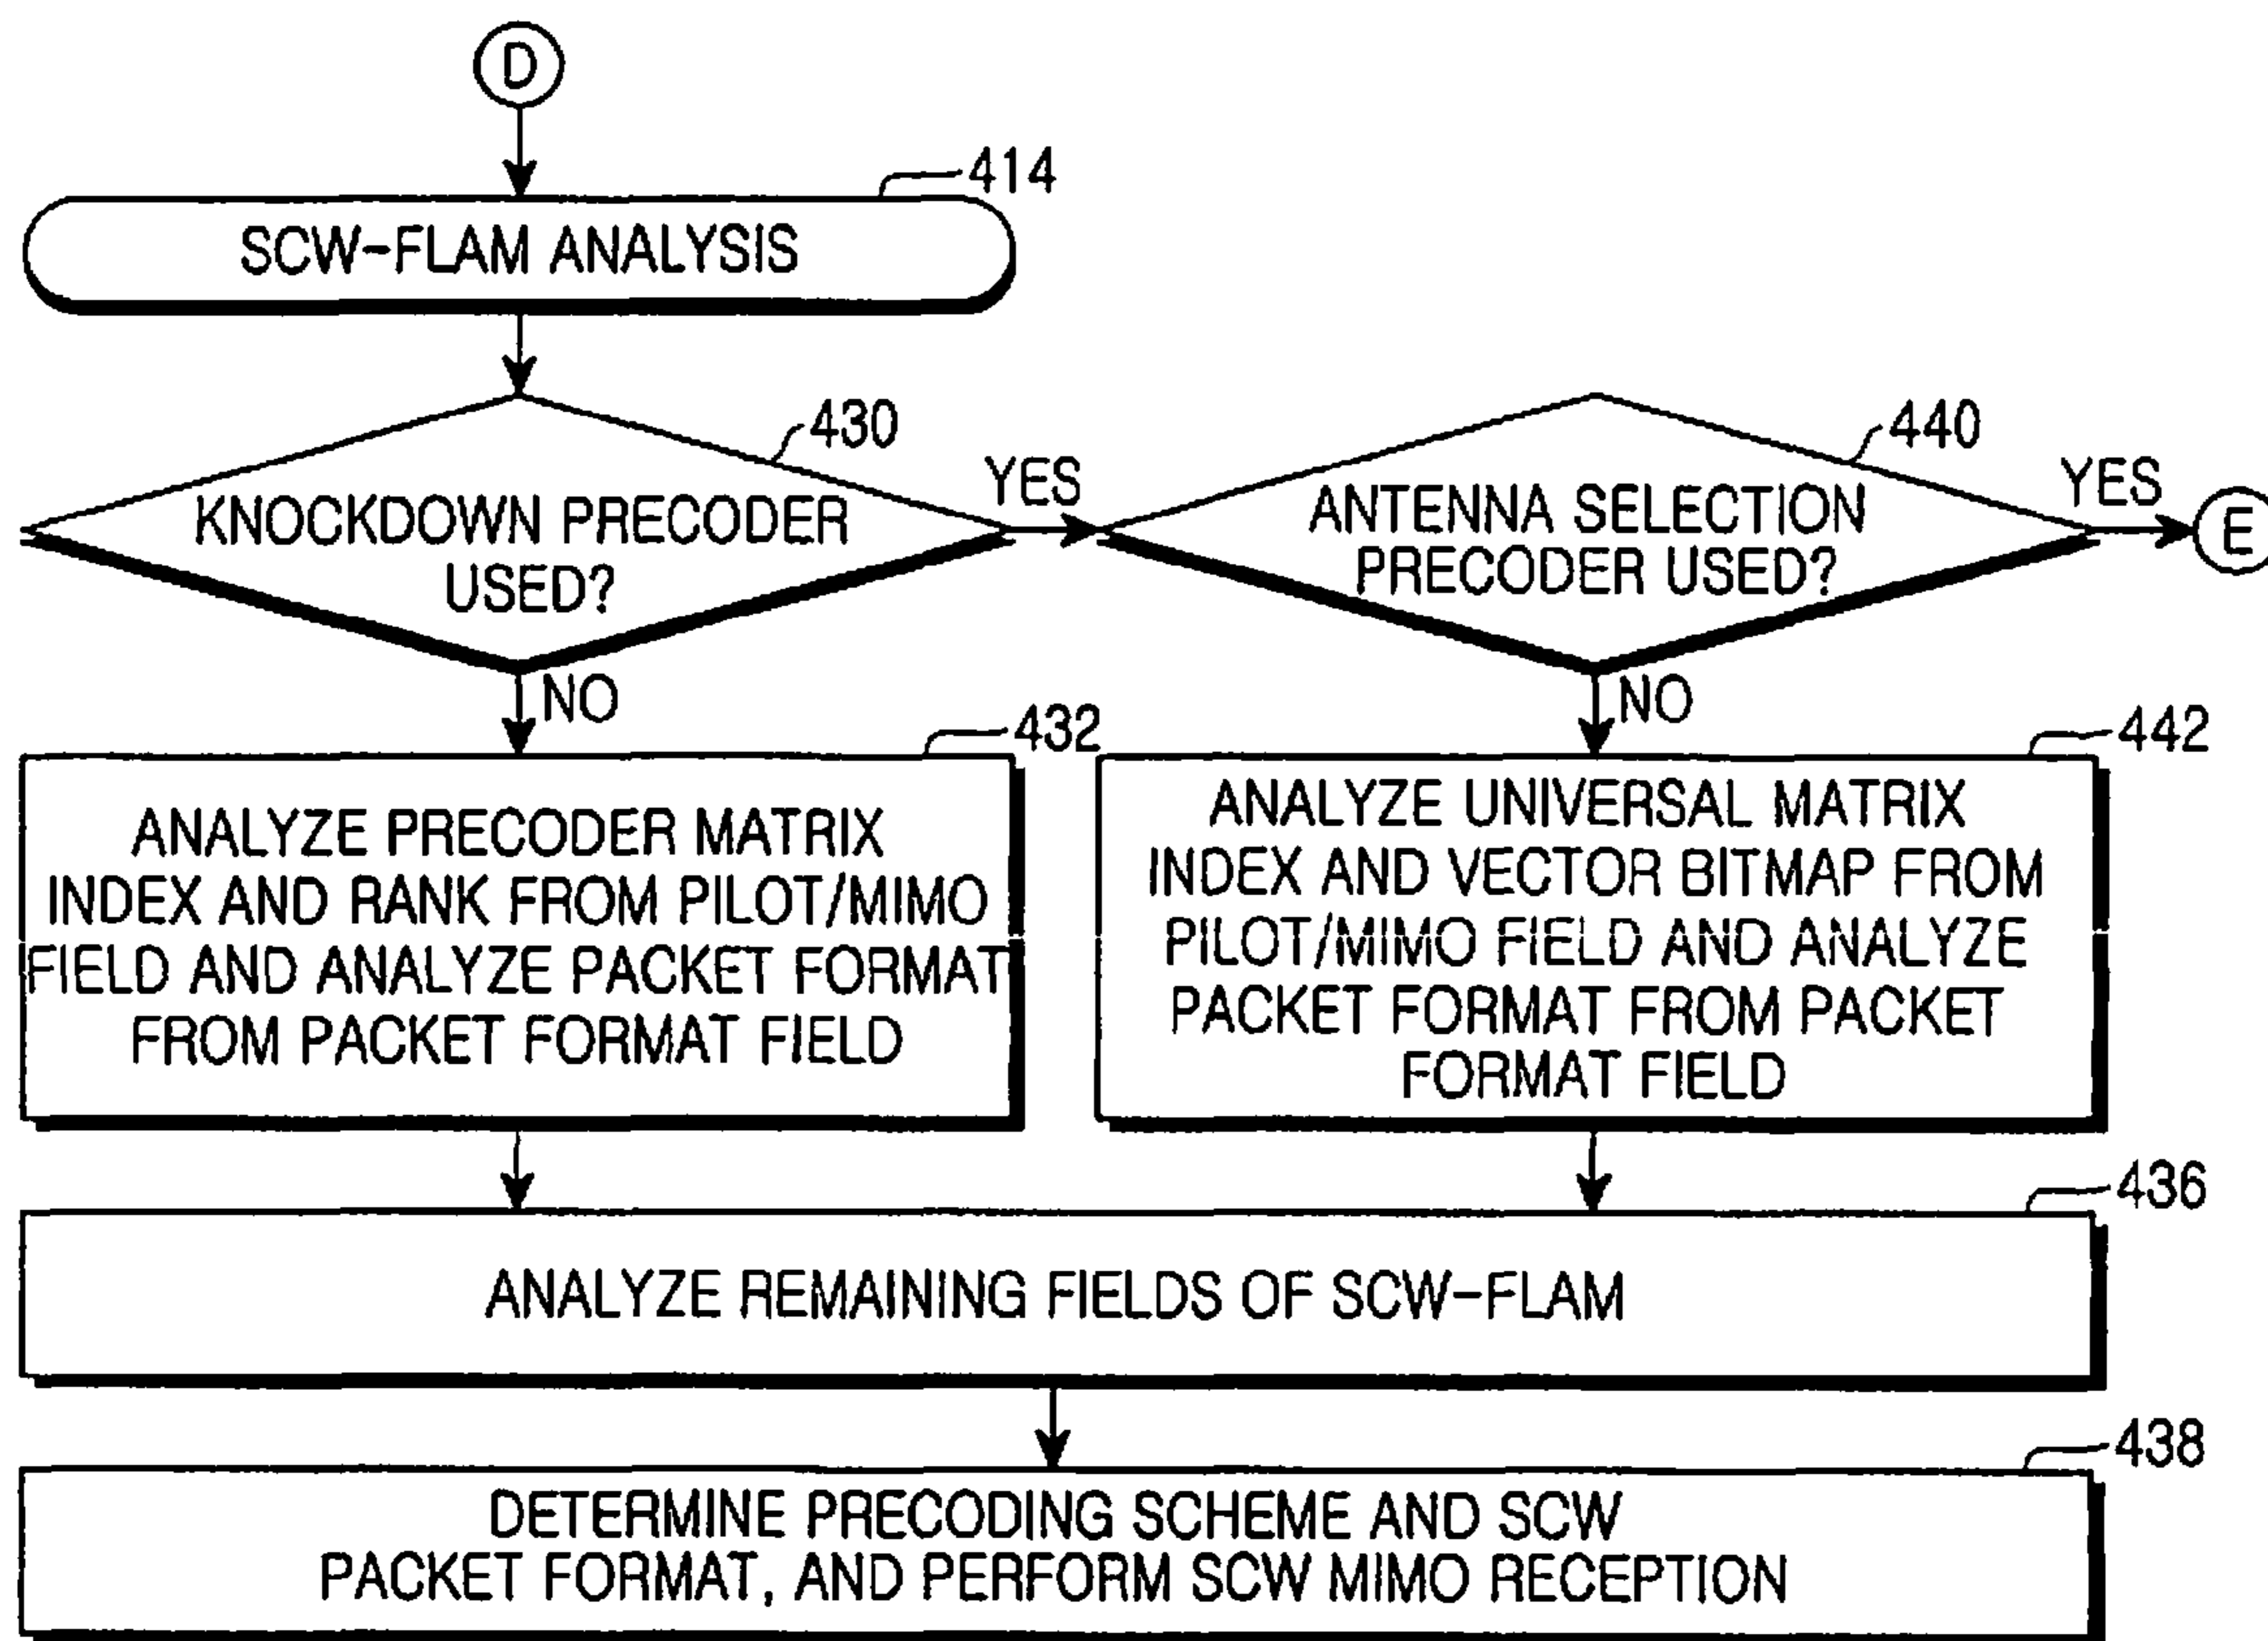 D
414
SCW-FLAM ANALYSIS
430
KNOCKDOWN PRECODER
USED?
YES
440
ANTENNA SELECTION
PRECODER USED?
YES
E
NO
NO
432
ANALYZE PRECODER MATRIX
INDEX AND RANK FROM PILOT/MIMO
FIELD AND ANALYZE PACKET FORMAT
FROM PACKET FORMAT FIELD
442
ANALYZE UNIVERSAL MATRIX
INDEX AND VECTOR BITMAP FROM
PILOT/MIMO FIELD AND ANALYZE
PACKET FORMAT FROM PACKET
FORMAT FIELD
436
ANALYZE REMAINING FIELDS OF SCW-FLAM
438
DETERMINE PRECODING SCHEME AND SCW
PACKET FORMAT, AND PERFORM SCW MIMO RECEPTION